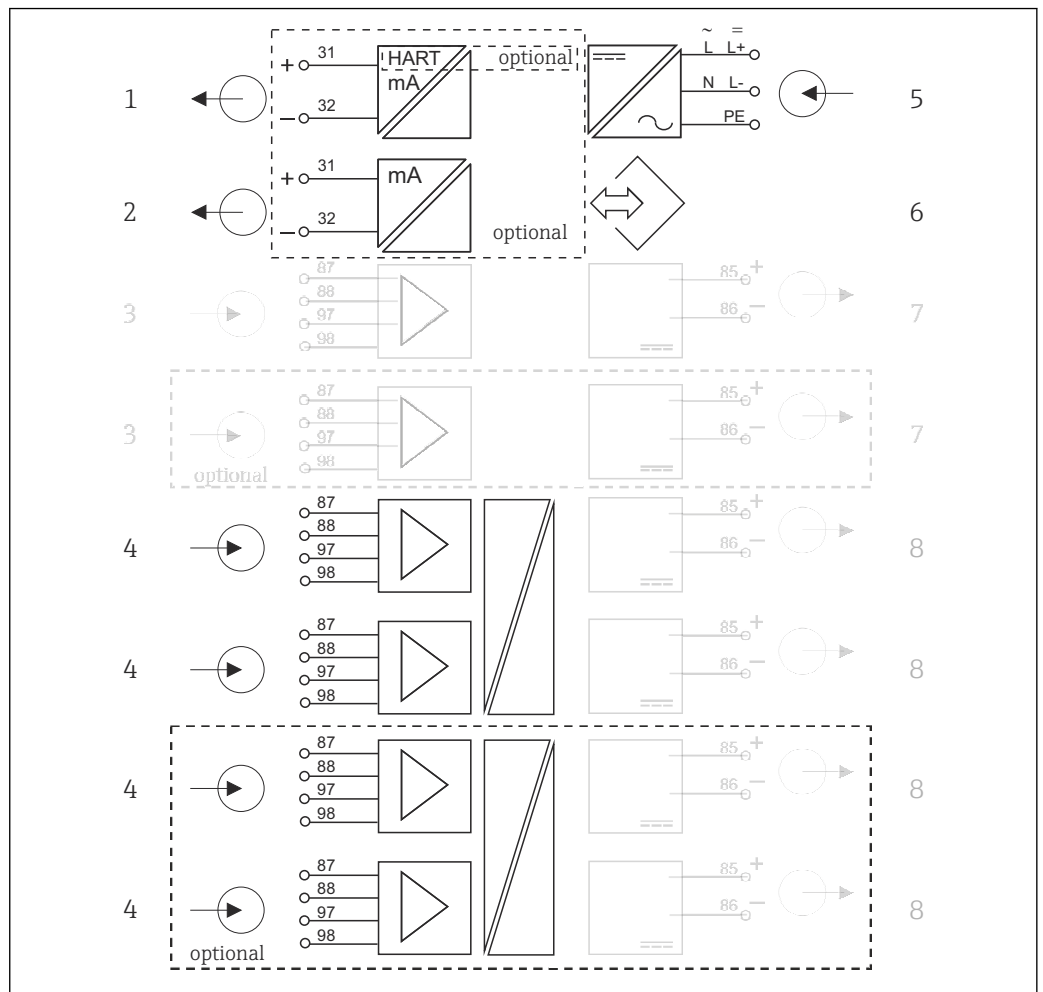 ~ =
31 HART optional L L+
+
mA
1 N L- 5
32
− PE
31
+ mA
2 6
32
− optional
87 85 +
88
3 97 86 − 7
98
87 85 +
88
3 97 86 − 7
98
optional
87 85 +
88
4 97 86 − 8
98
87 85 +
88
4 97 86 − 8
98
87 85 +
88
4 97 86 − 8
98
87 85 +
88
4 97 86 − 8
98
optional